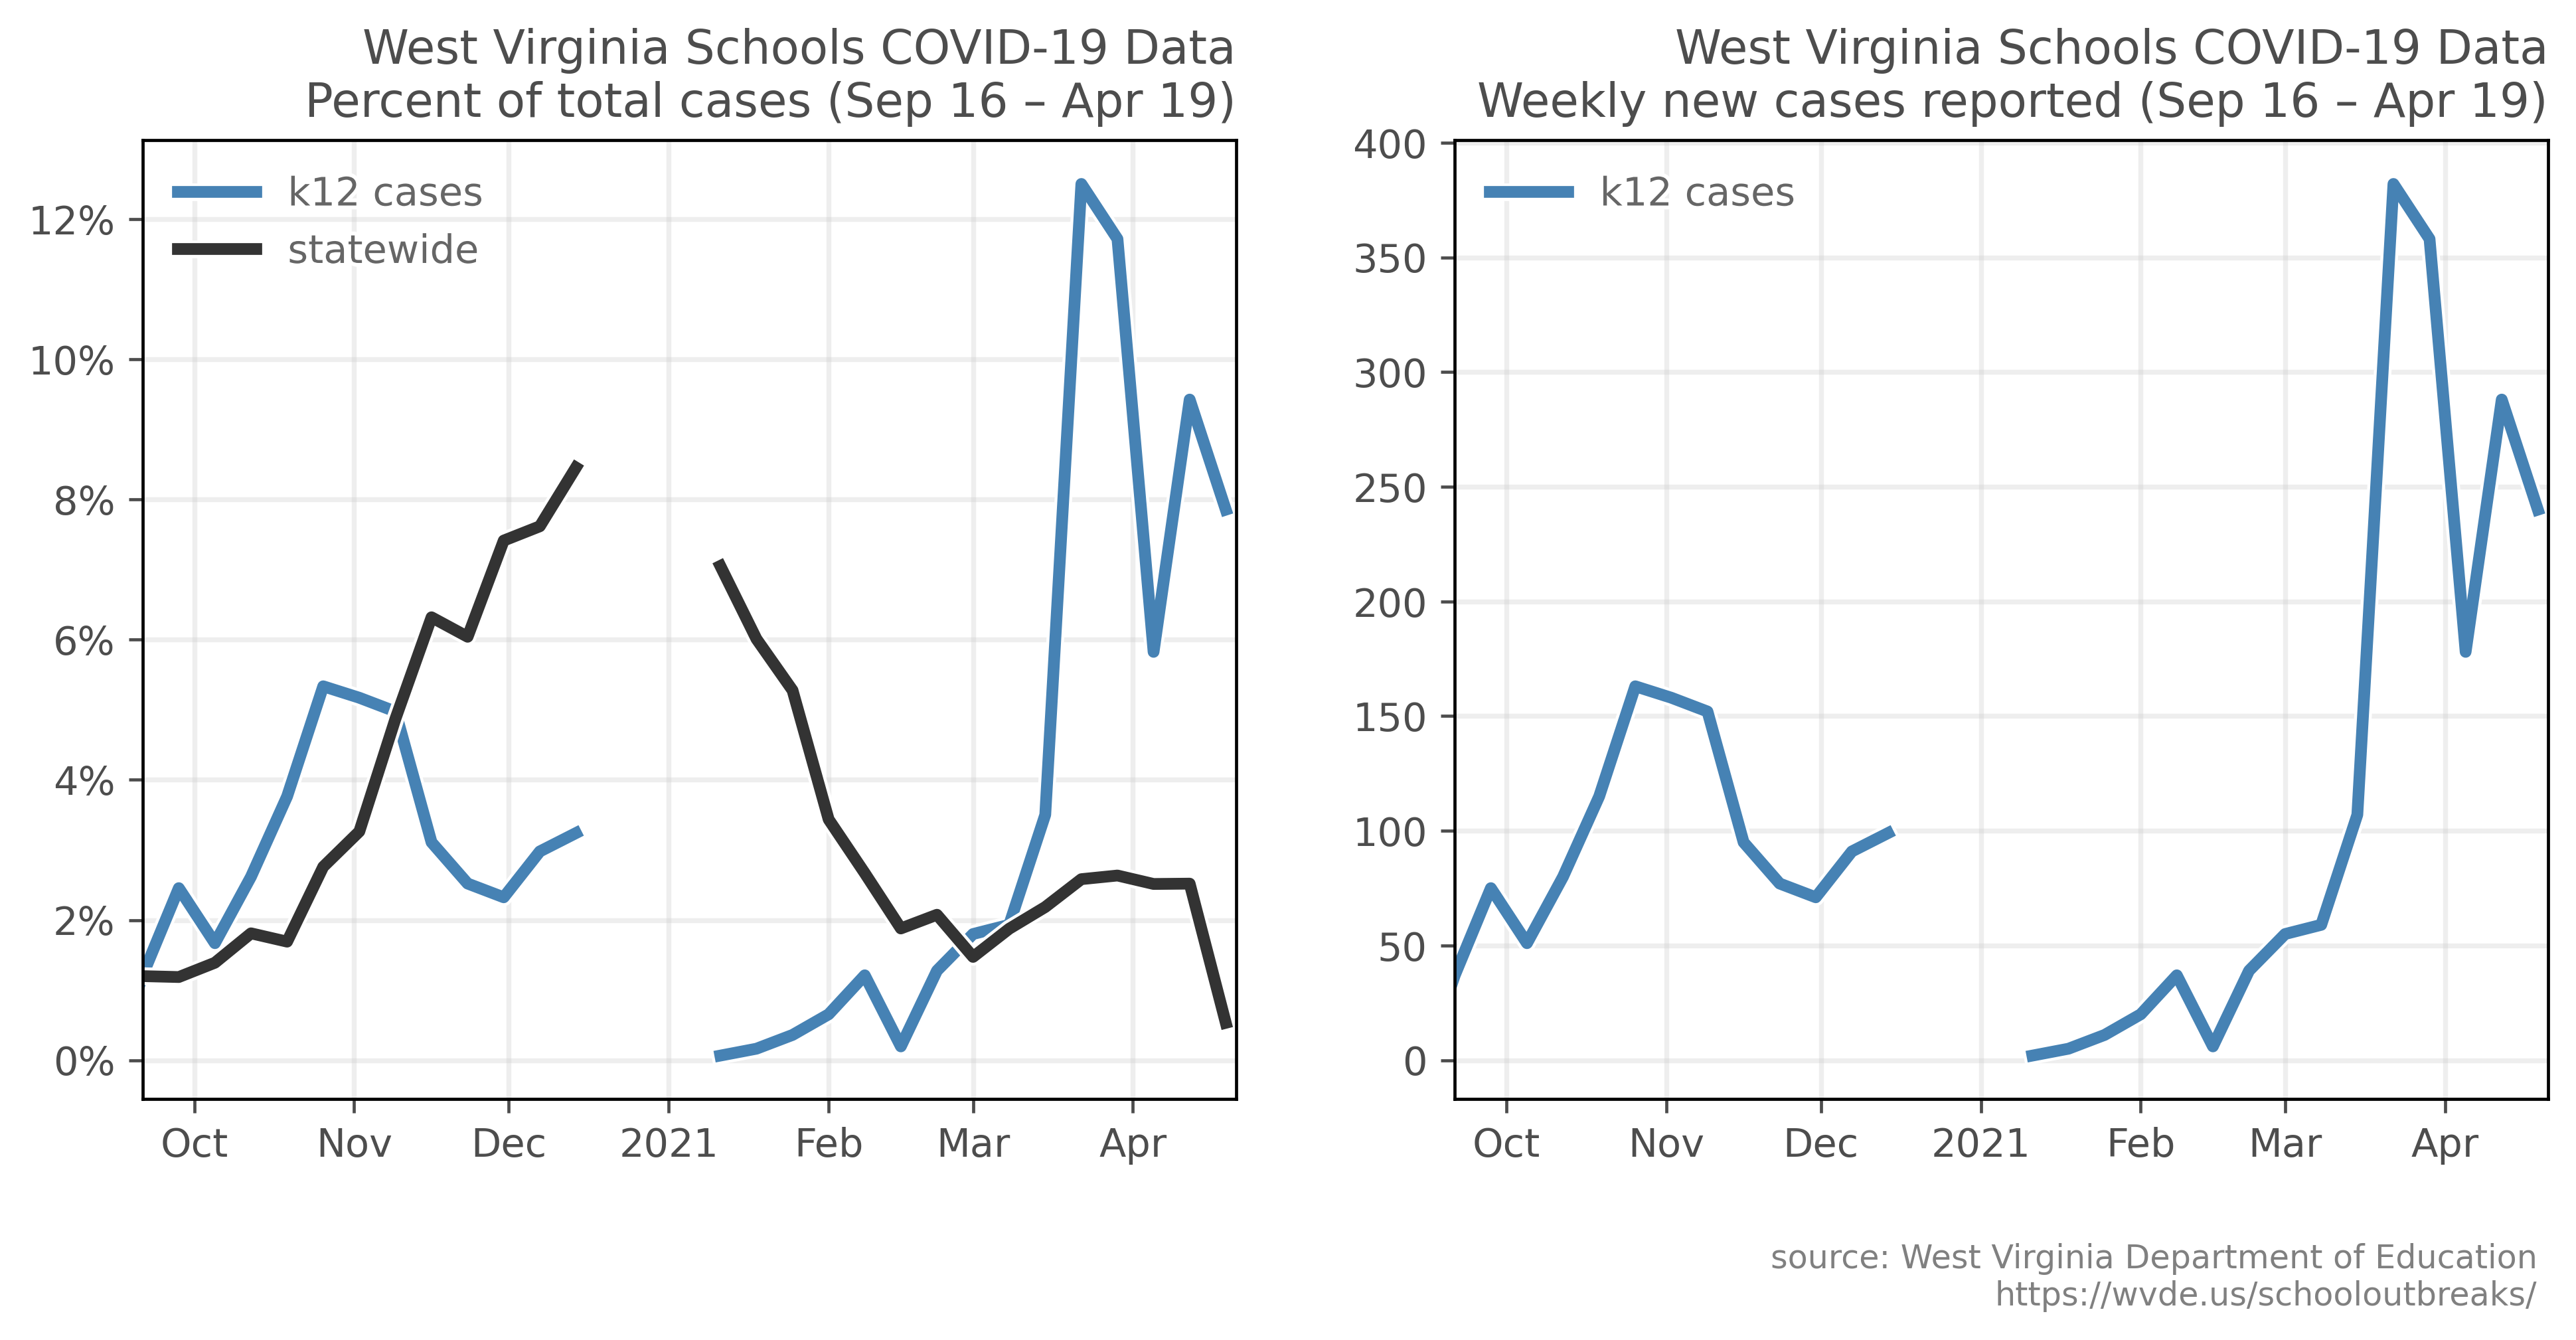 West Virginia Schools COVID-19 Data
Percent of total cases (Sep 16 – Apr 19)
k12 cases
statewide
12%
10%
8%
6%
4%
2%
0%
Oct Nov Dec 2021 Feb Mar Apr
West Virginia Schools COVID-19 Data
Weekly new cases reported (Sep 16 – Apr 19)
k12 cases
400
350
300
250
200
150
100
50
0
Oct Nov Dec 2021 Feb Mar Apr
source: West Virginia Department of Education
https://wvde.us/schooloutbreaks/